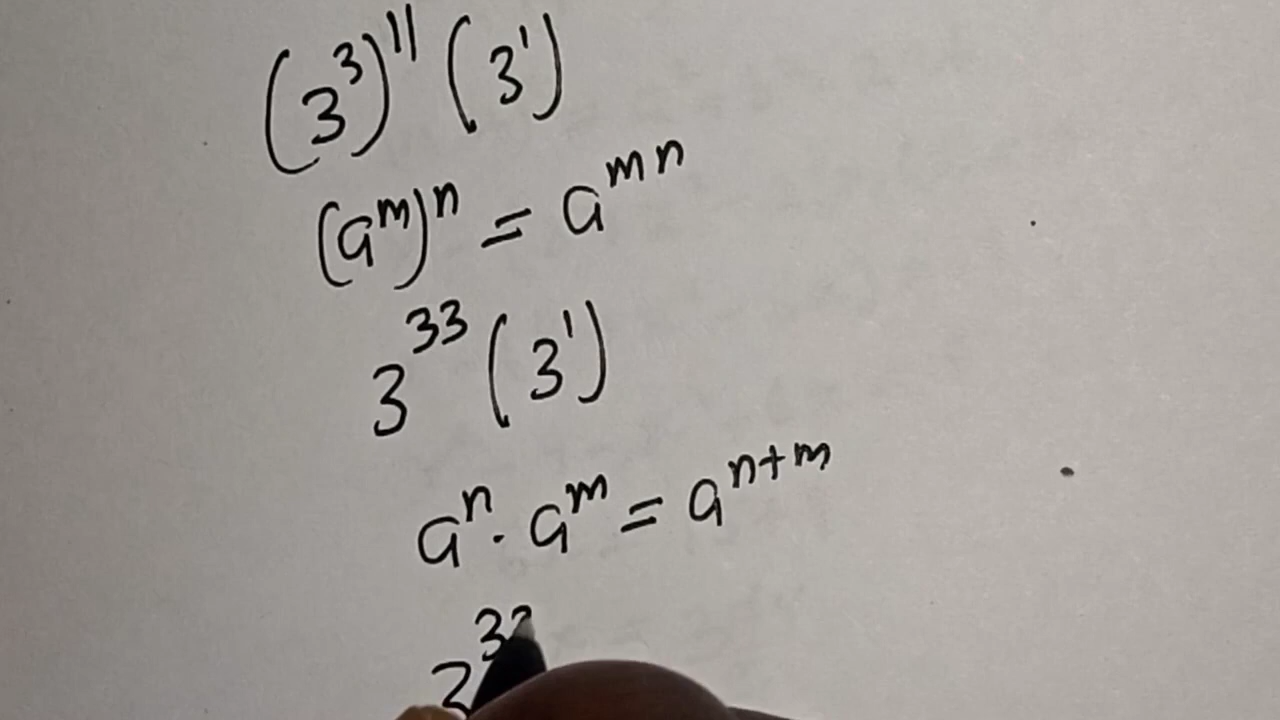 (3³)¹¹ (3¹)
(aᵐ)ⁿ = aᵐⁿ
3³³ (3¹)
aⁿ · aᵐ = aⁿ⁺ᵐ